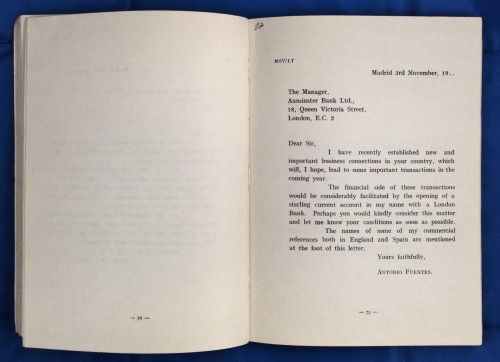 MSV/LT
Madrid 3rd November, 19..
The Manager,
Axminster Bank Ltd.,
18, Queen Victoria Street,
London, E.C. 2
Dear Sir,
I have recently established new and
important business connections in your country, which
will, I hope, lead to some important transactions in the
coming year.
The financial side of these transactions
would be considerably facilitated by the opening of a
sterling current account in my name with a London
Bank. Perhaps you would kindly consider this matter
and let me know your conditions as soon as possible.
The names of some of my commercial
references both in England and Spain are mentioned
at the foot of this letter.
Yours faithfully,
Antonio Fuentes.